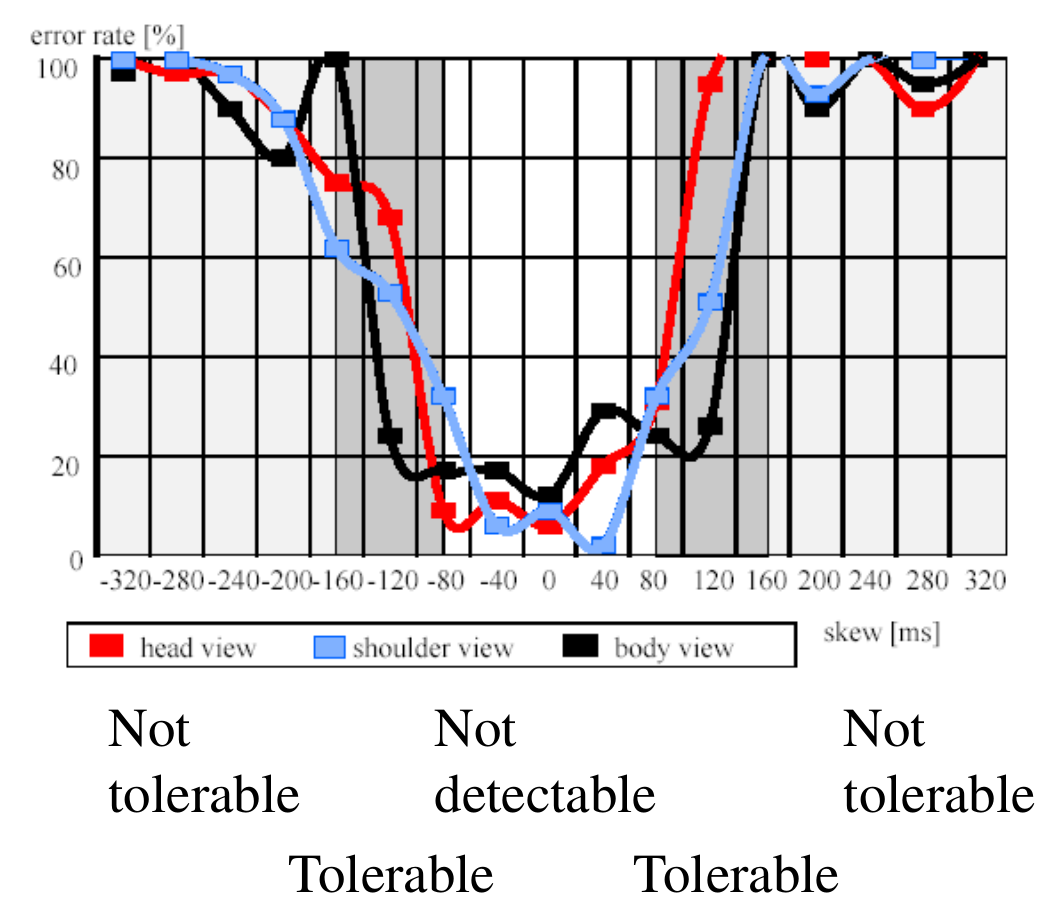 error rate [%]
100
80
60
40
20
0
-320-280-240-200-160-120 -80 -40 0 40 80 120 160 200 240 280 320
head view shoulder view body view skew [ms]
Not Not Not
tolerable detectable tolerable
Tolerable Tolerable